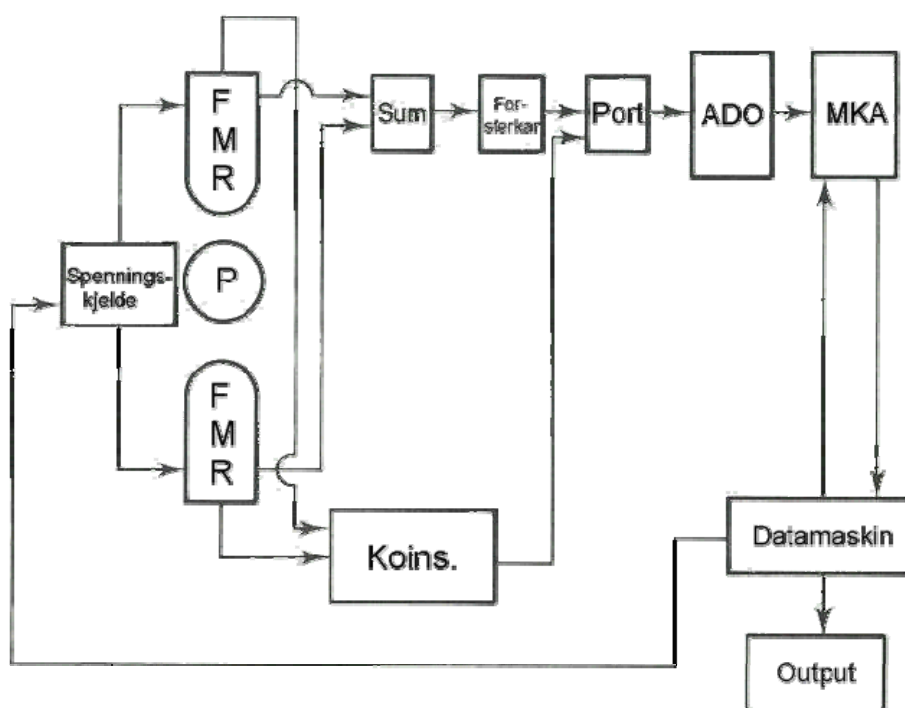 F
M
R
Sum
For-
sterkar
Port
ADO
MKA
Spennings-
kjelde
P
F
M
R
Koins.
Datamaskin
Output